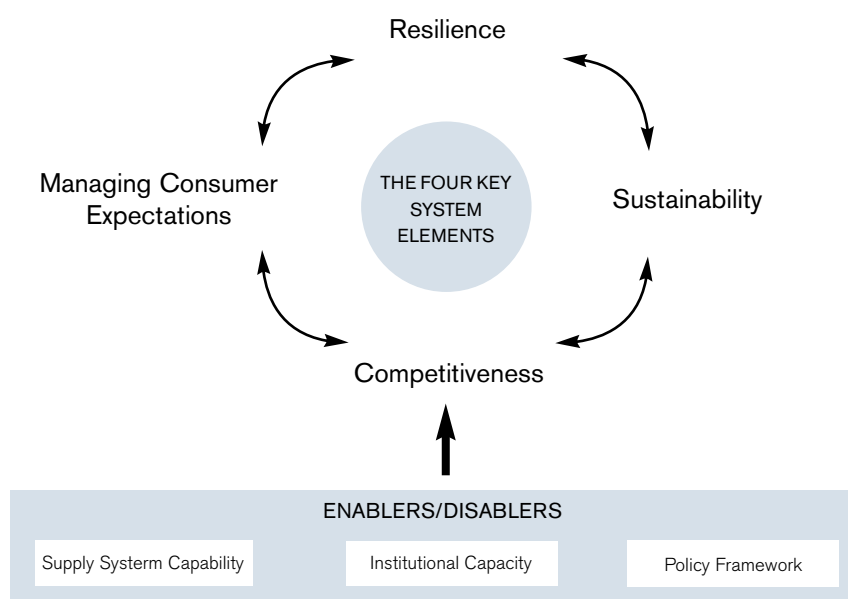 Resilience
Managing Consumer
Expectations
THE FOUR KEY
SYSTEM
ELEMENTS
Sustainability
Competitiveness
ENABLERS/DISABLERS
Supply Systerm Capability
Institutional Capacity
Policy Framework